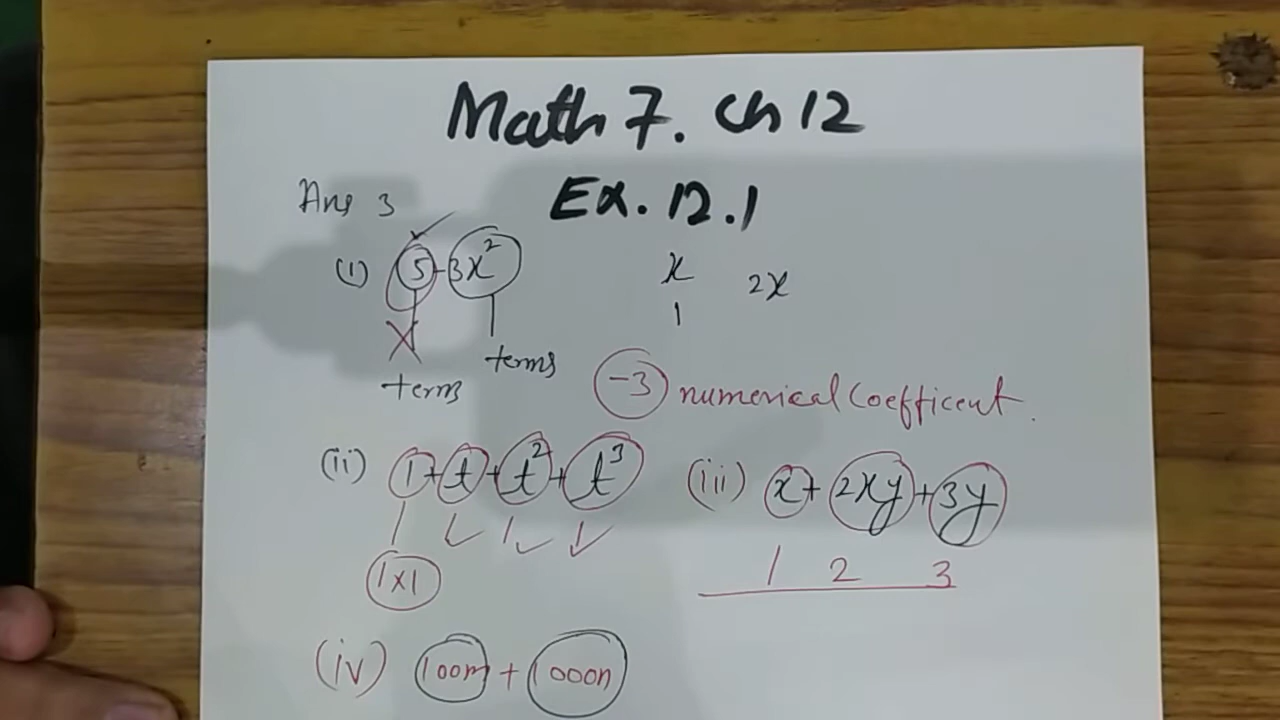 Math 7. Ch 12
Ans 3 Ex. 12.1
(i) 5-3x² x 2x
1
terms
term
-3 numerical Coefficent.
(ii) 1+t+t²+t³ (iii) x+2xy+3y
1 2 3
1x1
(iv) 100m + 1000n